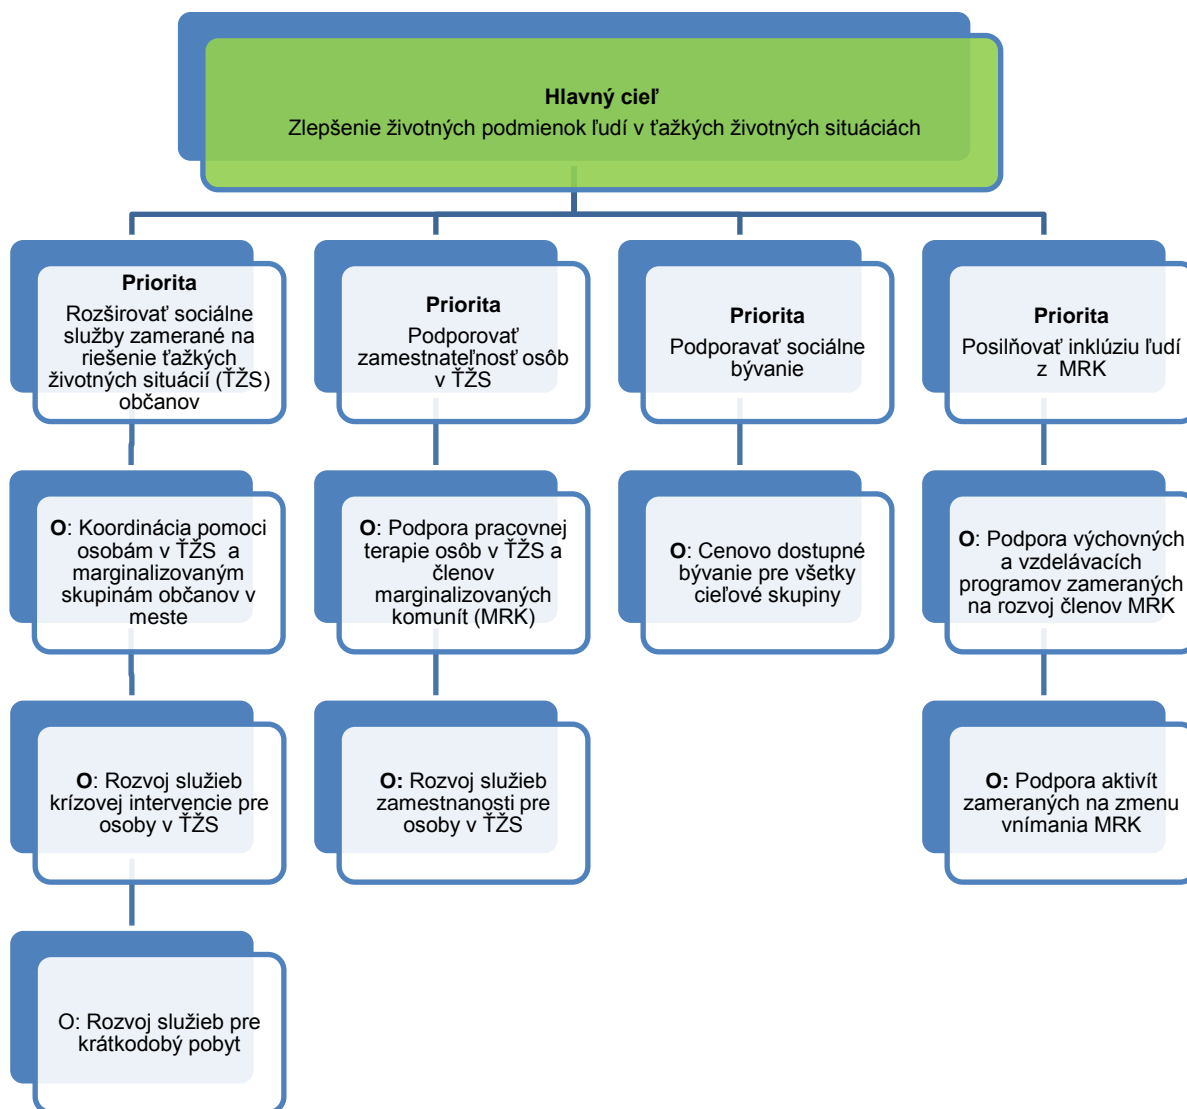 Hlavný cieľ
Zlepšenie životných podmienok ľudí v ťažkých životných situáciách
Priorita
Rozširovať sociálne
služby zamerané na
riešenie ťažkých
životných situácií (ŤŽS)
občanov
Priorita
Podporovať
zamestnateľnosť osôb
v ŤŽS
Priorita
Podporavať sociálne
bývanie
Priorita
Posilňovať inklúziu ľudí
z MRK
O: Koordinácia pomoci
osobám v ŤŽS a
marginalizovaným
skupinám občanov v
meste
O: Podpora pracovnej
terapie osôb v ŤŽS a
členov
marginalizovaných
komunít (MRK)
O: Cenovo dostupné
bývanie pre všetky
cieľové skupiny
O: Podpora výchovných
a vzdelávacích
programov zameraných
na rozvoj členov MRK
O: Rozvoj služieb
krízovej intervencie pre
osoby v ŤŽS
O: Rozvoj služieb
zamestnanosti pre
osoby v ŤŽS
O: Podpora aktivít
zameraných na zmenu
vnímania MRK
O: Rozvoj služieb pre
krátkodobý pobyt